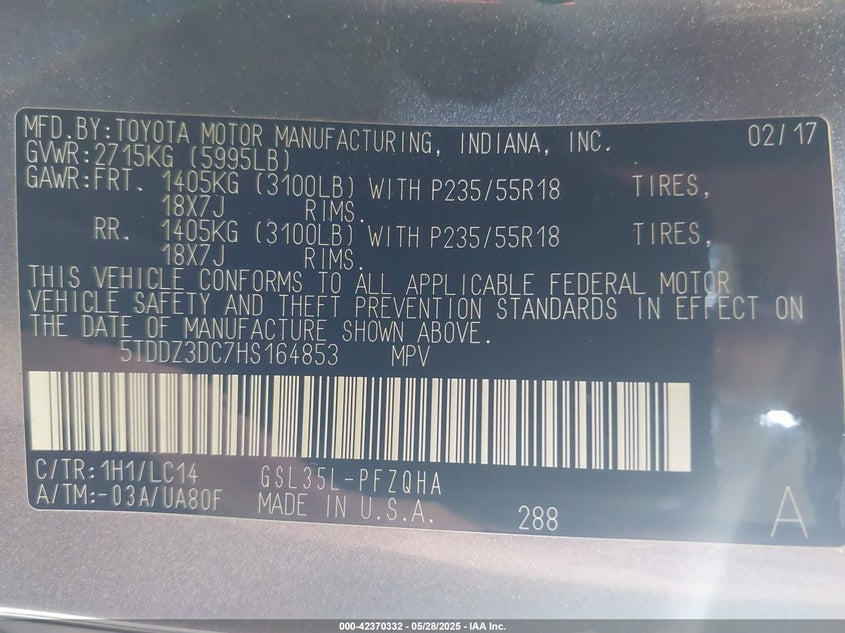 MFD.BY:TOYOTA MOTOR MANUFACTURING, INDIANA, INC. 02/17
GVWR:2715KG (5995LB)
GAWR:FRT. 1405KG (3100LB) WITH P235/55R18 TIRES,
18X7J RIMS.
RR. 1405KG (3100LB) WITH P235/55R18 TIRES,
18X7J RIMS.
THIS VEHICLE CONFORMS TO ALL APPLICABLE FEDERAL MOTOR
VEHICLE SAFETY AND THEFT PREVENTION STANDARDS IN EFFECT ON
THE DATE OF MANUFACTURE SHOWN ABOVE.
5TDDZ3DC7HS164853 MPV
C/TR:1H1/LC14 GSL35L-PFZQHA
A/TM:-03A/UA80F MADE IN U.S.A. 288 A
000-42370332 - 05/28/2025 - IAA Inc.